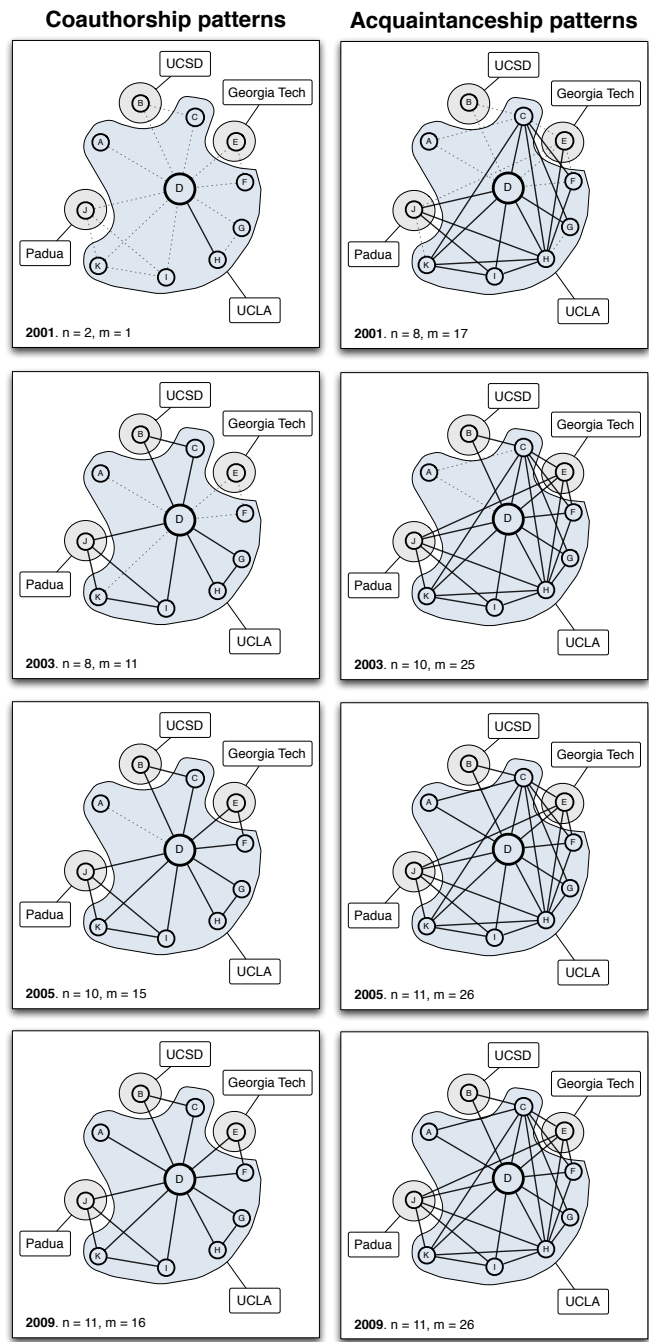 Coauthorship patterns
Acquaintanceship patterns
UCSD
Georgia Tech
B
C
E
A
D
F
J
G
Padua
K
I
H
UCLA
2001. n = 2, m = 1
UCSD
Georgia Tech
B
C
E
A
D
F
J
G
Padua
K
I
H
UCLA
2001. n = 8, m = 17
UCSD
Georgia Tech
B
C
E
A
D
F
J
G
Padua
K
I
H
UCLA
2003. n = 8, m = 11
UCSD
Georgia Tech
B
C
E
A
D
F
J
G
Padua
K
I
H
UCLA
2003. n = 10, m = 25
UCSD
Georgia Tech
B
C
E
A
D
F
J
G
Padua
K
I
H
UCLA
2005. n = 10, m = 15
UCSD
Georgia Tech
B
C
E
A
D
F
J
G
Padua
K
I
H
UCLA
2005. n = 11, m = 26
UCSD
Georgia Tech
B
C
E
A
D
F
J
G
Padua
K
I
H
UCLA
2009. n = 11, m = 16
UCSD
Georgia Tech
B
C
E
A
D
F
J
G
Padua
K
I
H
UCLA
2009. n = 11, m = 26